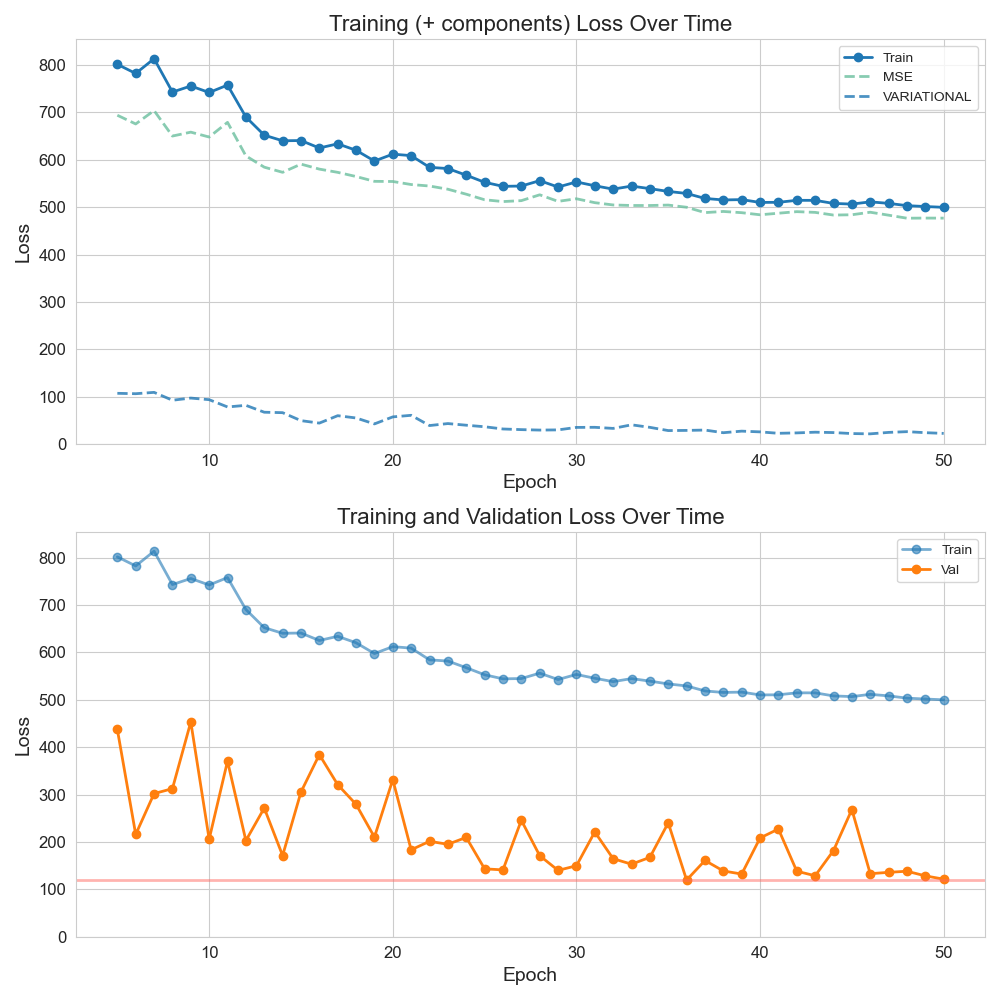 Training (+ components) Loss Over Time
800
700
600
500
400
300
200
100
0
Loss
Train
MSE
VARIATIONAL
10
20
30
40
50
Epoch
Training and Validation Loss Over Time
800
700
600
500
400
300
200
100
0
Loss
Train
Val
10
20
30
40
50
Epoch